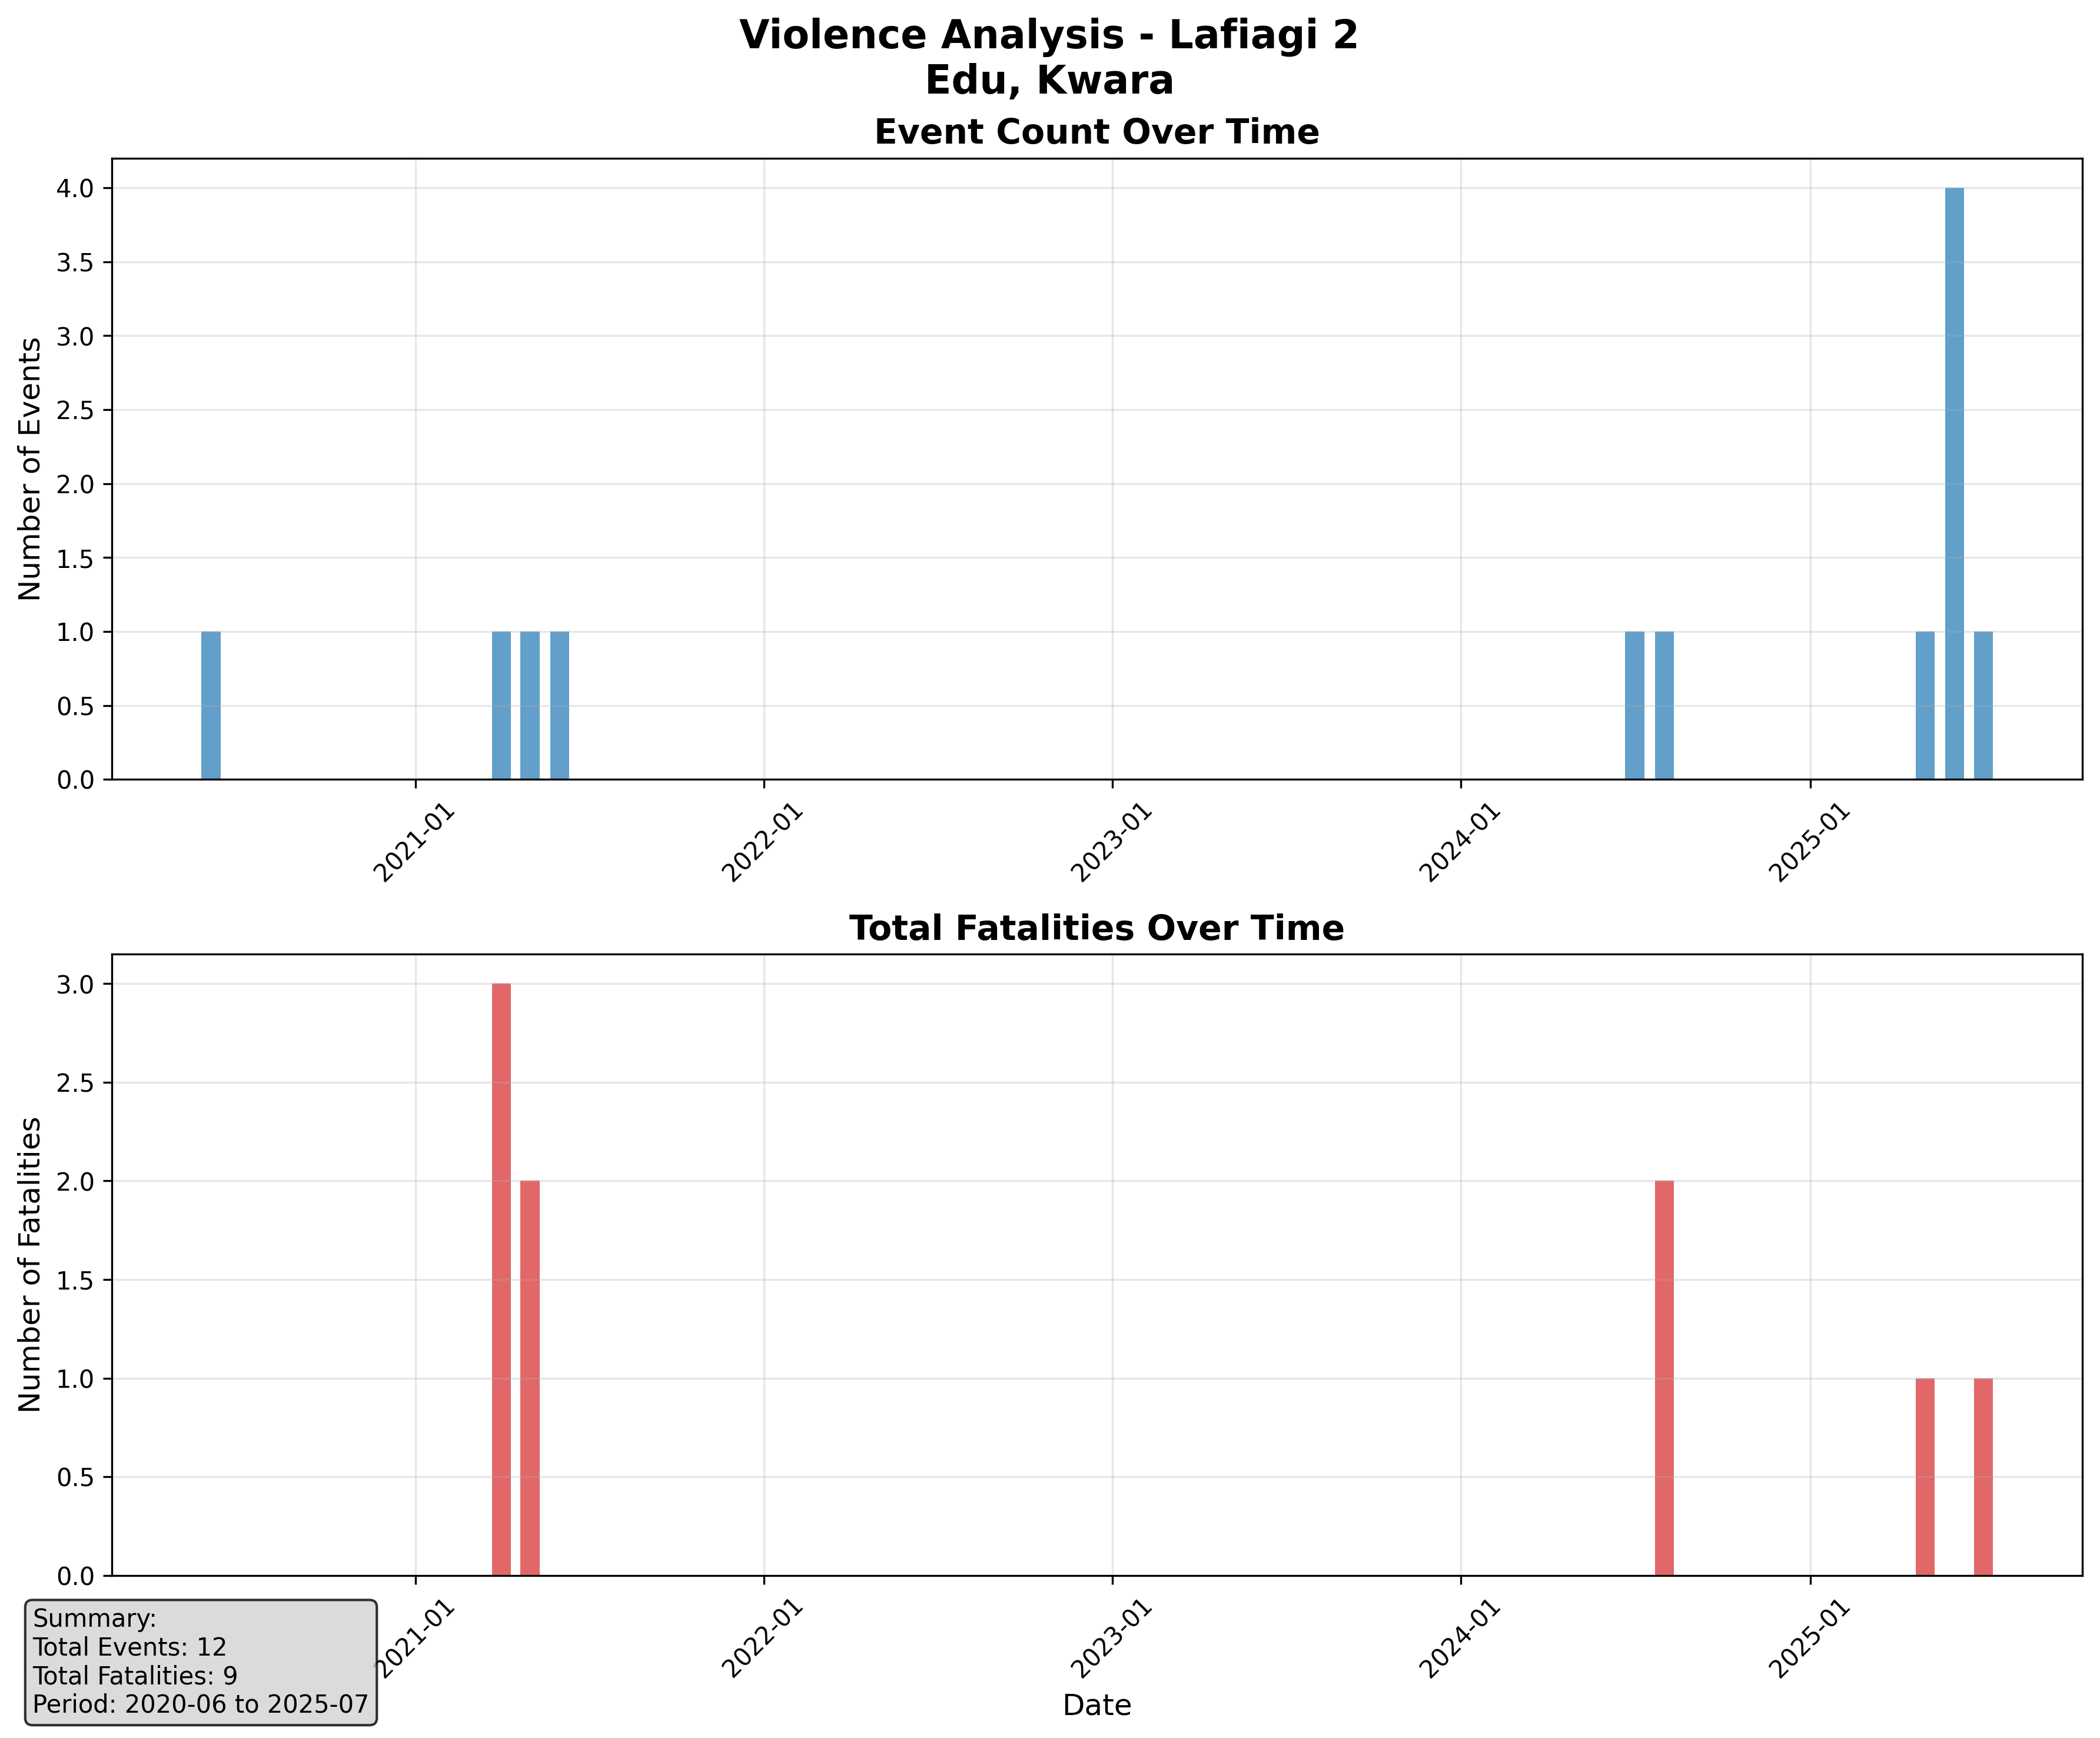 Violence Analysis - Lafiagi 2
Edu, Kwara
Event Count Over Time
Number of Events
4.0
3.5
3.0
2.5
2.0
1.5
1.0
0.5
0.0
2021-01
2022-01
2023-01
2024-01
2025-01
Total Fatalities Over Time
Number of Fatalities
3.0
2.5
2.0
1.5
1.0
0.5
0.0
2021-01
2022-01
2023-01
2024-01
2025-01
Date
Summary:
Total Events: 12
Total Fatalities: 9
Period: 2020-06 to 2025-07